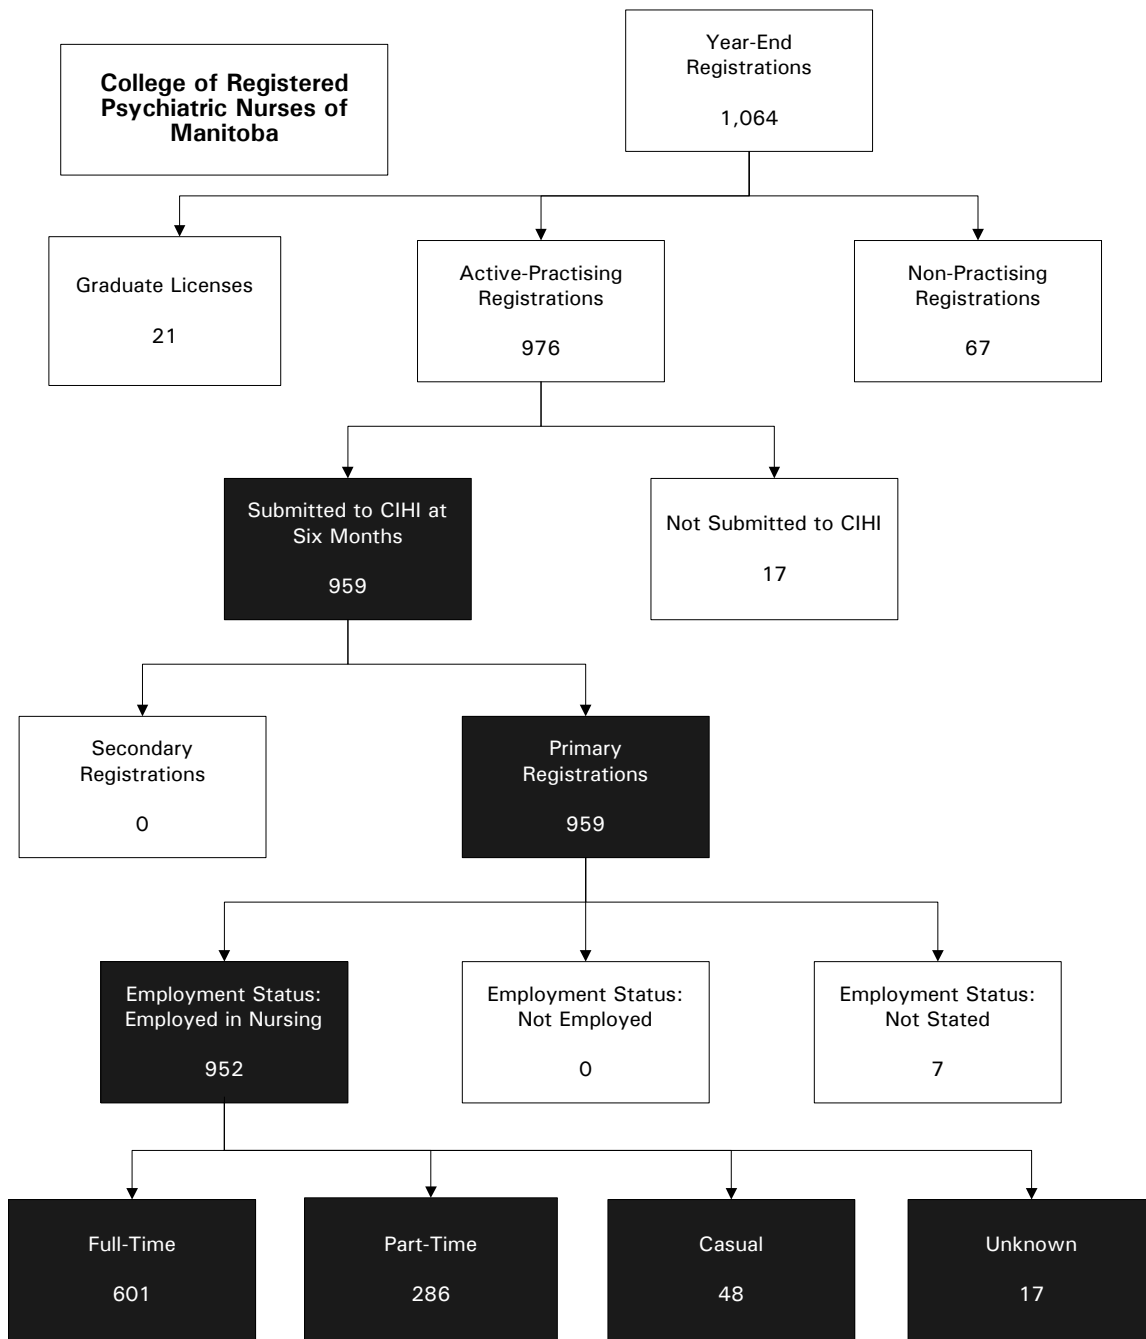 College of Registered
Psychiatric Nurses of
Manitoba
Year-End
Registrations
1,064
Graduate Licenses
21
Active-Practising
Registrations
976
Non-Practising
Registrations
67
Submitted to CIHI at
Six Months
959
Not Submitted to CIHI
17
Secondary
Registrations
0
Primary
Registrations
959
Employment Status:
Employed in Nursing
952
Employment Status:
Not Employed
0
Employment Status:
Not Stated
7
Full-Time
601
Part-Time
286
Casual
48
Unknown
17